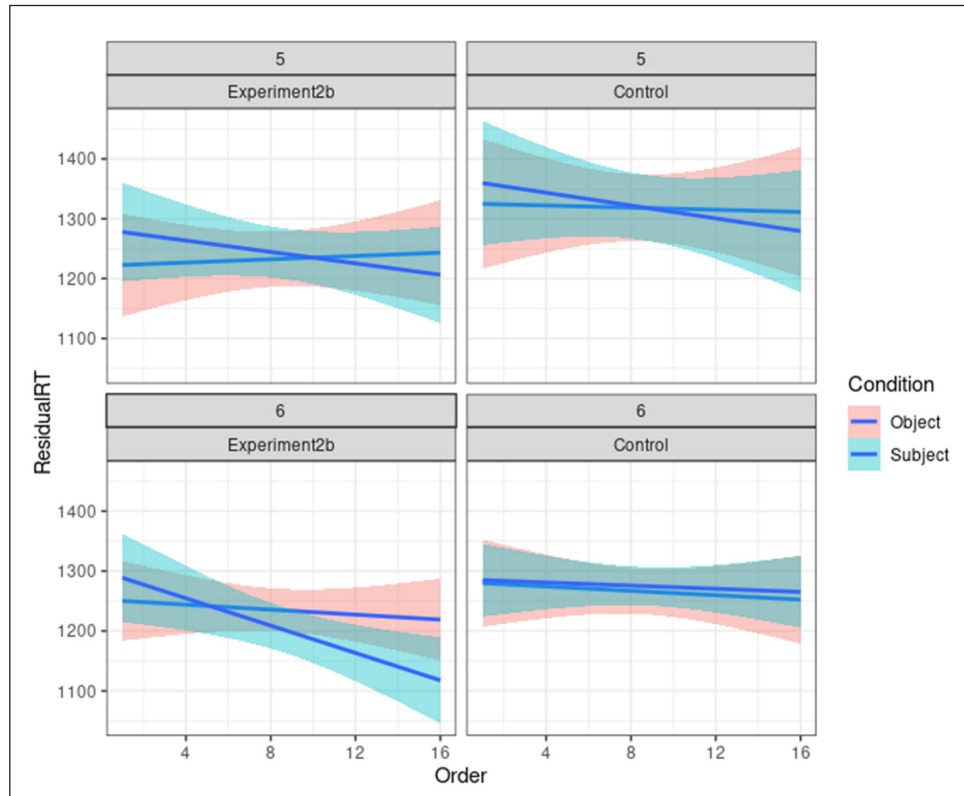 5
5
Experiment2b
Control
1400
1300
1200
1100
6
6
Experiment2b
Control
1400
1300
1200
1100
4
8
12
16
4
8
12
16
ResidualRT
Order
Condition
Object
Subject